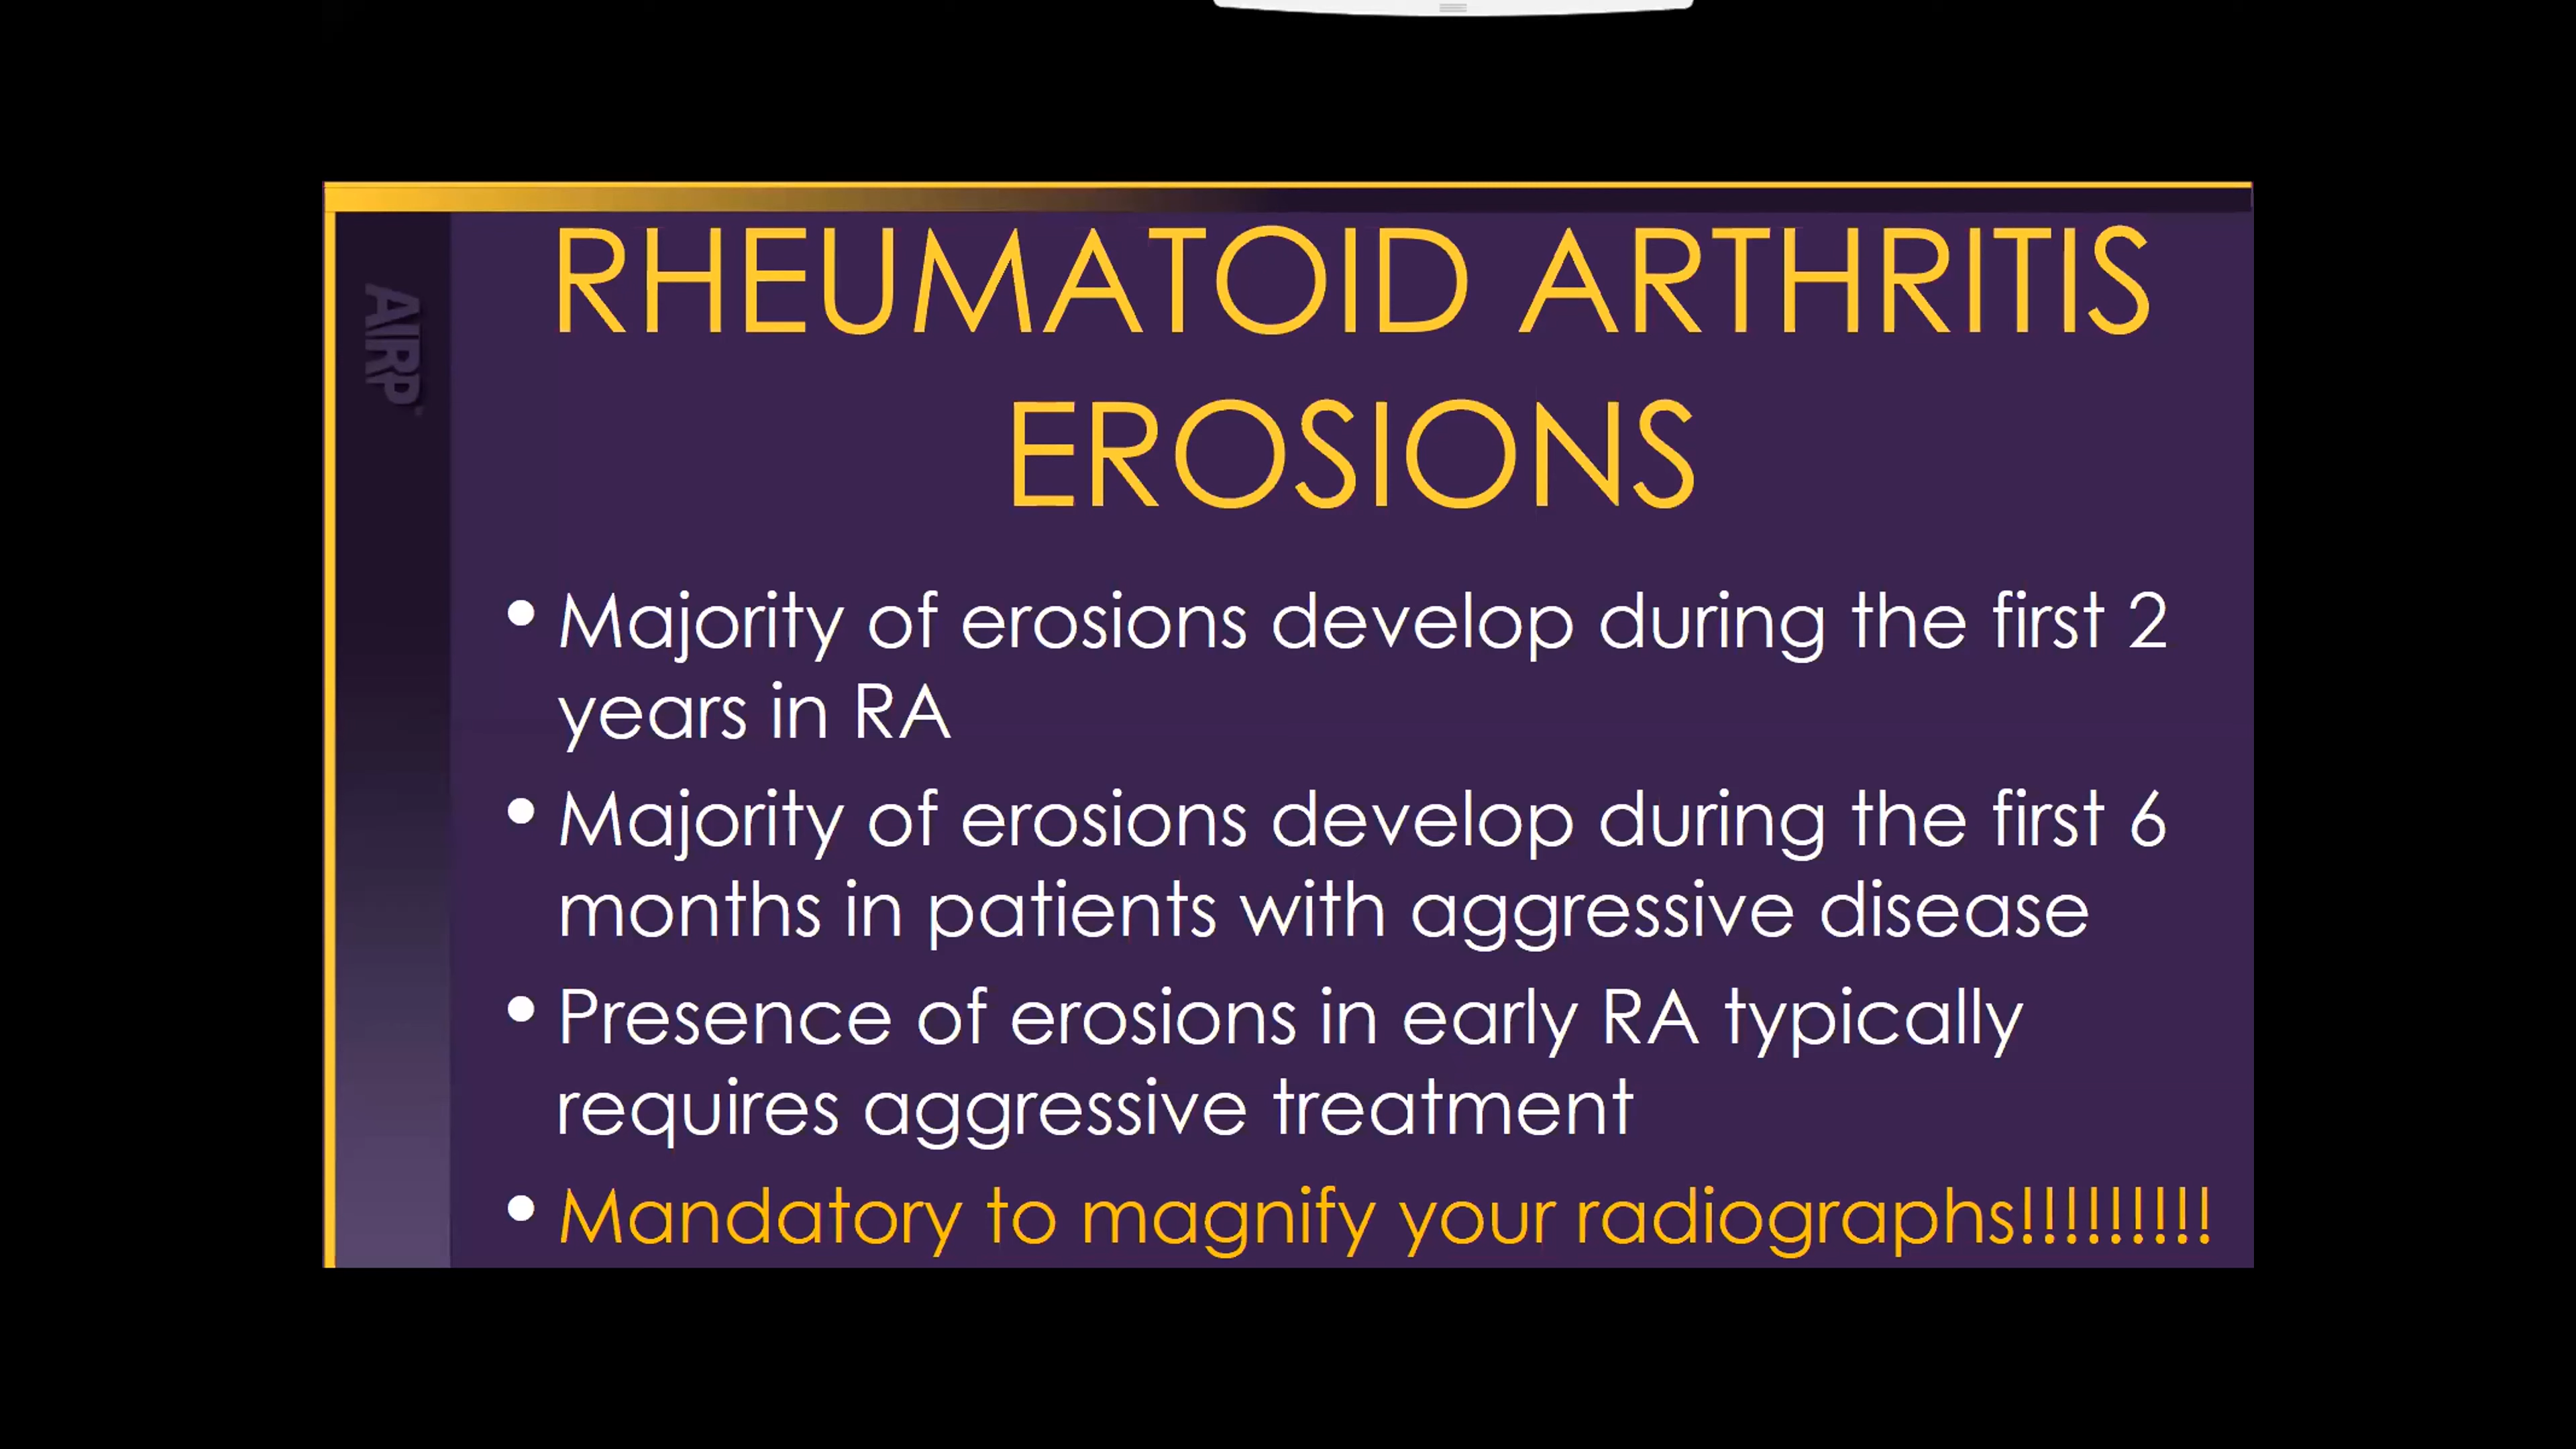 AIRP
RHEUMATOID ARTHRITIS
EROSIONS
• Majority of erosions develop during the first 2
years in RA
• Majority of erosions develop during the first 6
months in patients with aggressive disease
• Presence of erosions in early RA typically
requires aggressive treatment
• Mandatory to magnify your radiographs!!!!!!!!!